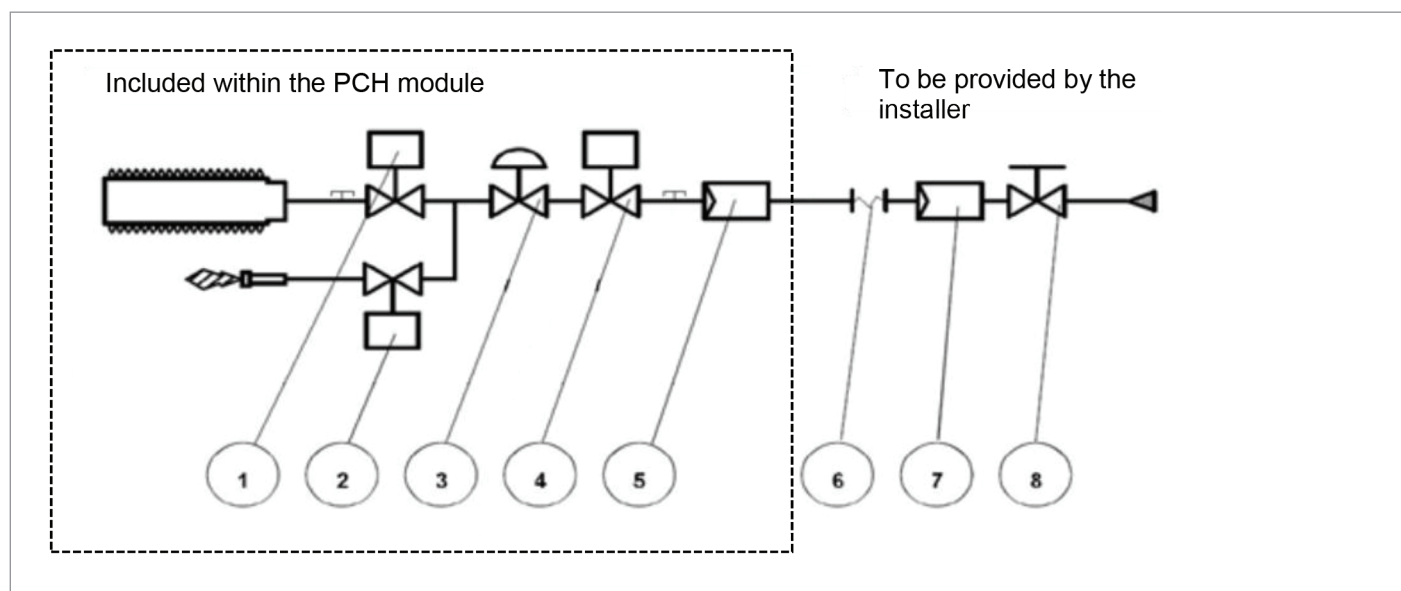 Included within the PCH module
To be provided by the
installer
1 2 3 4 5 6 7 8